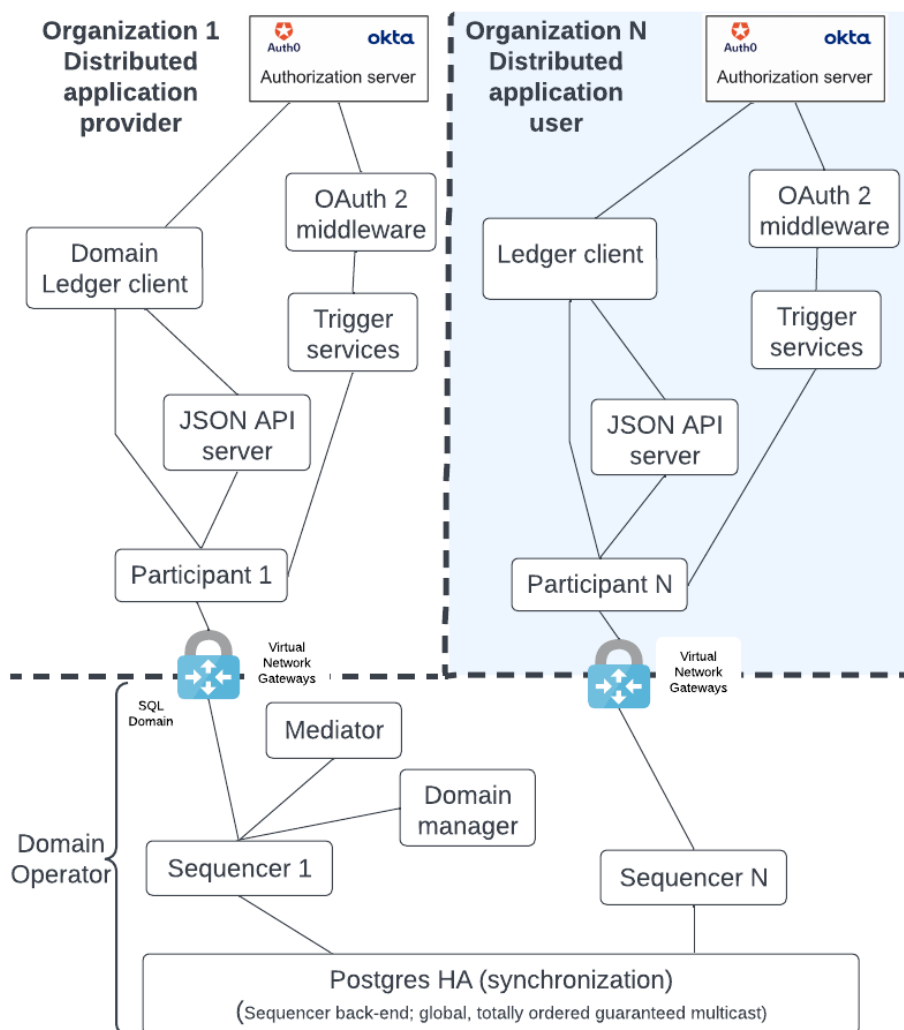 Organization 1
Distributed
application
provider
Auth0
okta
Authorization server
Organization N
Distributed
application
user
Auth0
okta
Authorization server
OAuth 2
middleware
Domain
Ledger client
Trigger
services
JSON API
server
Participant 1
OAuth 2
middleware
Ledger client
Trigger
services
JSON API
server
Participant N
Virtual
Network
Gateways
Virtual
Network
Gateways
SQL
Domain
Mediator
Domain
manager
Domain
Operator
Sequencer 1
Sequencer N
Postgres HA (synchronization)
(Sequencer back-end; global, totally ordered guaranteed multicast)